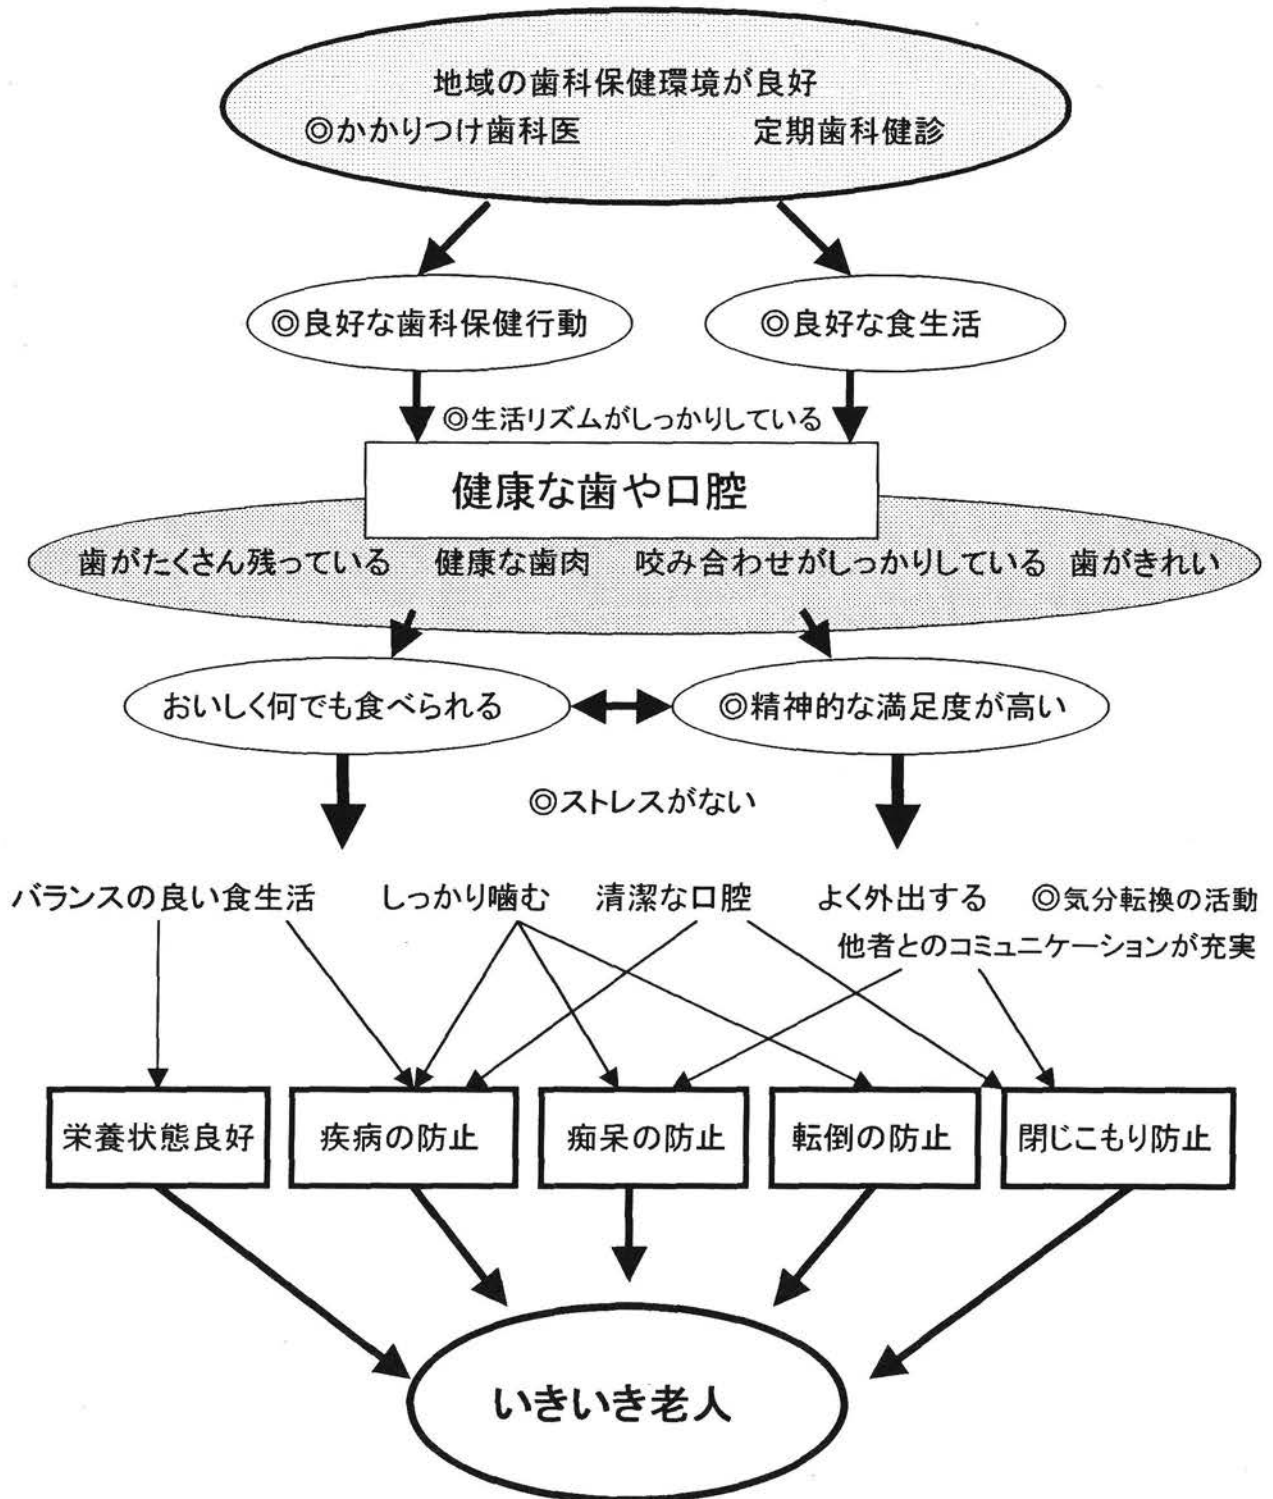 地域の歯科保健環境が良好
◎かかりつけ歯科医 定期歯科健診
◎良好な歯科保健行動 ◎良好な食生活
◎生活リズムがしっかりしている
健康な歯や口腔
歯がたくさん残っている 健康な歯肉 咬み合わせがしっかりしている 歯がきれい
おいしく何でも食べられる ◎精神的な満足度が高い
◎ストレスがない
バランスの良い食生活 しっかり噛む 清潔な口腔 よく外出する ◎気分転換の活動
他者とのコミュニケーションが充実
栄養状態良好 疾病の防止 痴呆の防止 転倒の防止 閉じこもり防止
いきいき老人